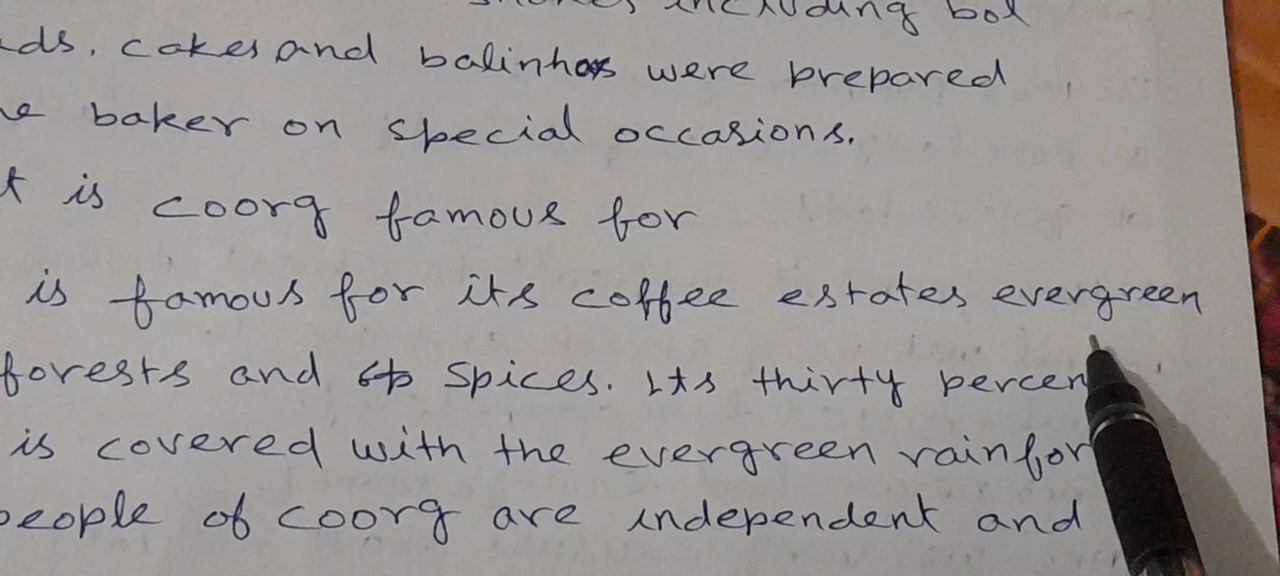 including bol
ds, cakes and balinhas were prepared
baker on special occasions.
t is coorg famous for
is famous for its coffee estates evergreen
forests and spices. Its thirty percen
is covered with the evergreen rainfor
people of coorg are independent and